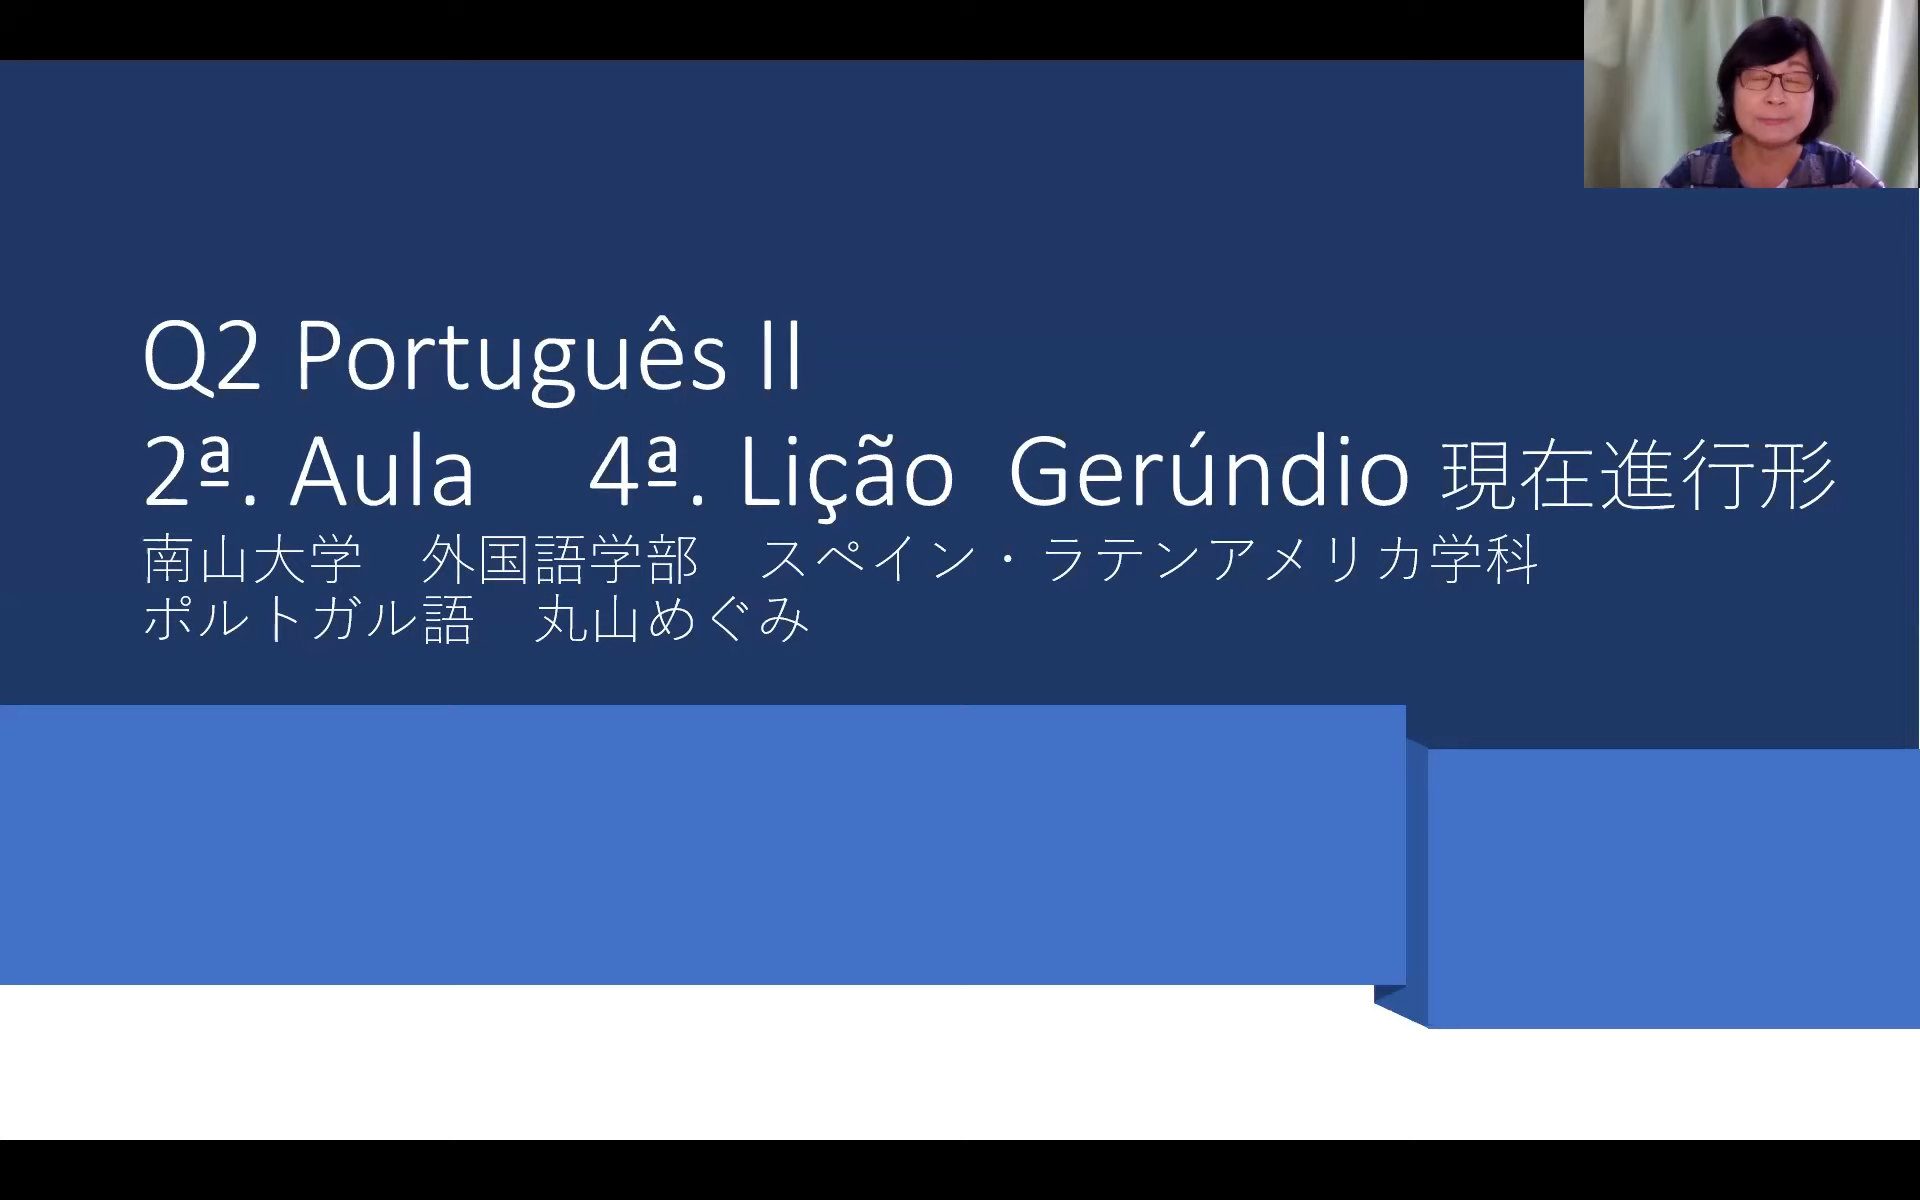 Q2 Português II
2ª. Aula　4ª. Lição  Gerúndio 現在進行形
南山大学　外国語学部　スペイン・ラテンアメリカ学科
ポルトガル語　丸山めぐみ